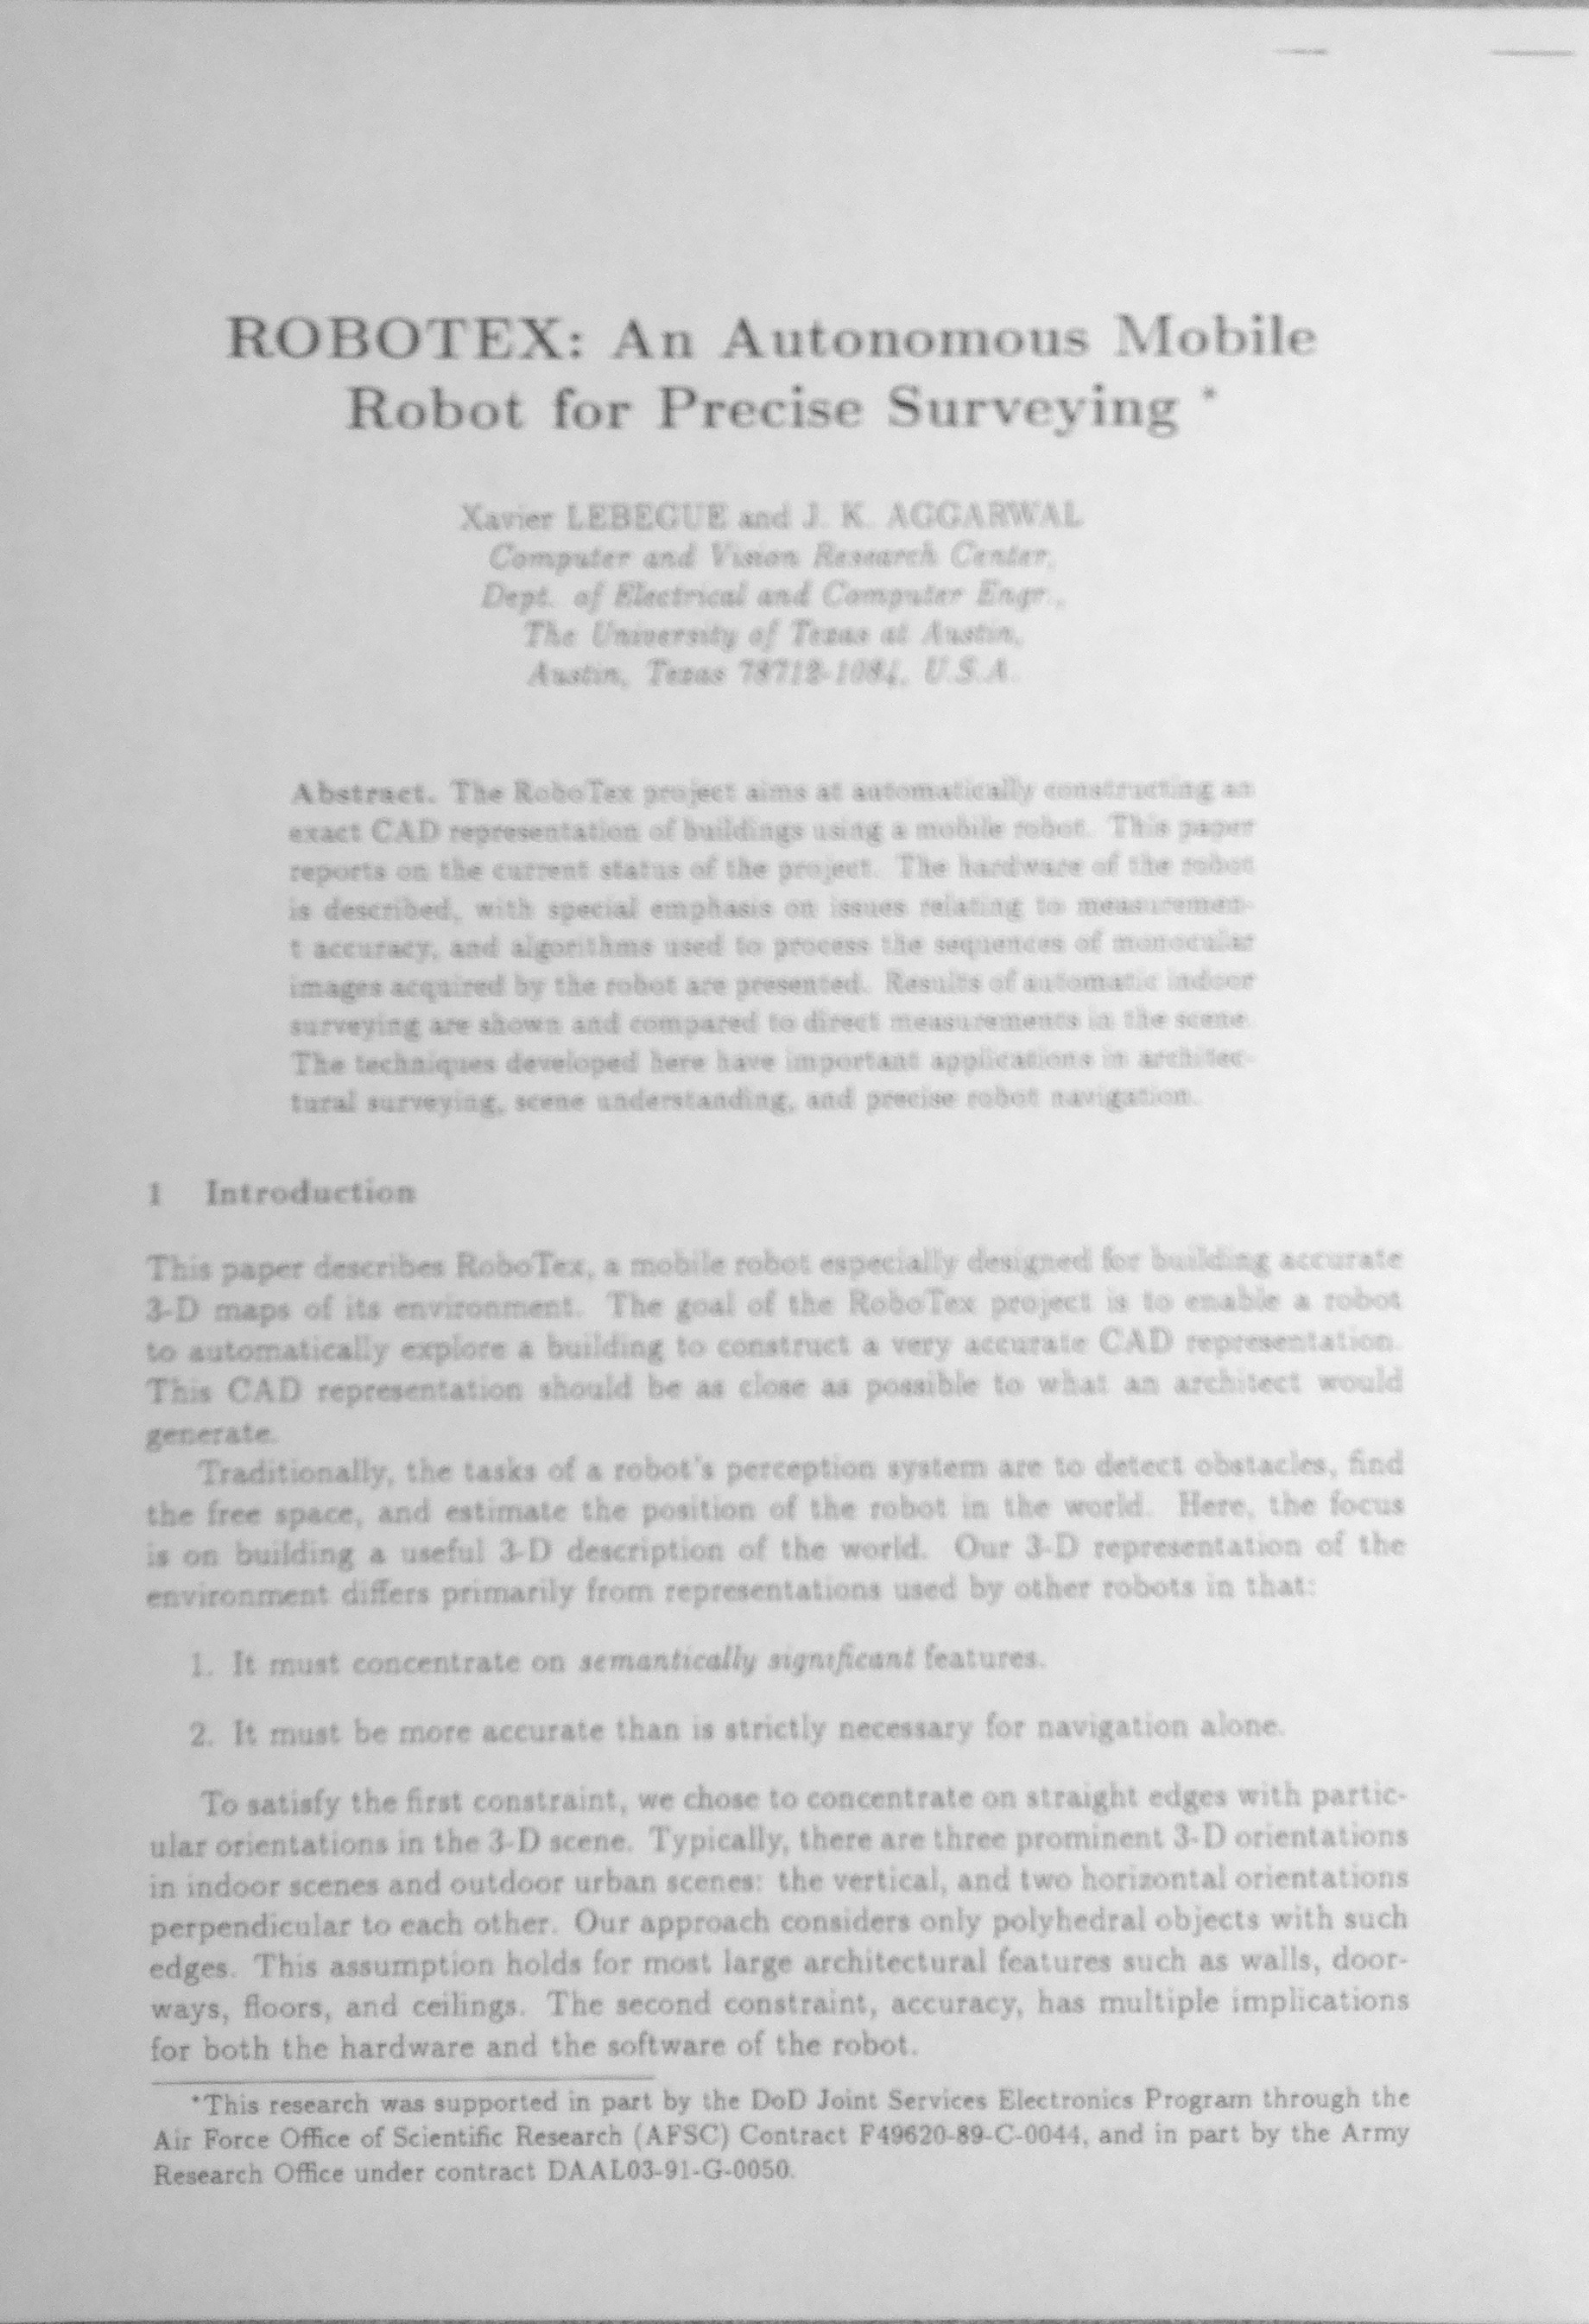 ROBOTEX: An Autonomous Mobile
Robot for Precise Surveying *
Xavier LEBEGUE and J. K. AGGARWAL
Computer and Vision Research Center,
Dept. of Electrical and Computer Engr.,
The University of Texas at Austin,
Austin, Texas 78712-1084, U.S.A.
Abstract. The RoboTex project aims at automatically constructing an
exact CAD representation of buildings using a mobile robot. This paper
reports on the current status of the project. The hardware of the robot
is described, with special emphasis on issues relating to measuremen-
t accuracy, and algorithms used to process the sequences of monocular
images acquired by the robot are presented. Results of automatic indoor
surveying are shown and compared to direct measurements in the scene.
The techniques developed here have important applications in architec-
tural surveying, scene understanding, and precise robot navigation.
1 Introduction
This paper describes RoboTex, a mobile robot especially designed for building accurate
3-D maps of its environment. The goal of the RoboTex project is to enable a robot
to automatically explore a building to construct a very accurate CAD representation.
This CAD representation should be as close as possible to what an architect would
generate.
Traditionally, the tasks of a robot's perception system are to detect obstacles, find
the free space, and estimate the position of the robot in the world. Here, the focus
is on building a useful 3-D description of the world. Our 3-D representation of the
environment differs primarily from representations used by other robots in that:
1. It must concentrate on semantically significant features.
2. It must be more accurate than is strictly necessary for navigation alone.
To satisfy the first constraint, we chose to concentrate on straight edges with partic-
ular orientations in the 3-D scene. Typically, there are three prominent 3-D orientations
in indoor scenes and outdoor urban scenes: the vertical, and two horizontal orientations
perpendicular to each other. Our approach considers only polyhedral objects with such
edges. This assumption holds for most large architectural features such as walls, door-
ways, floors, and ceilings. The second constraint, accuracy, has multiple implications
for both the hardware and the software of the robot.
*This research was supported in part by the DoD Joint Services Electronics Program through the
Air Force Office of Scientific Research (AFSC) Contract F49620-89-C-0044, and in part by the Army
Research Office under contract DAAL03-91-G-0050.